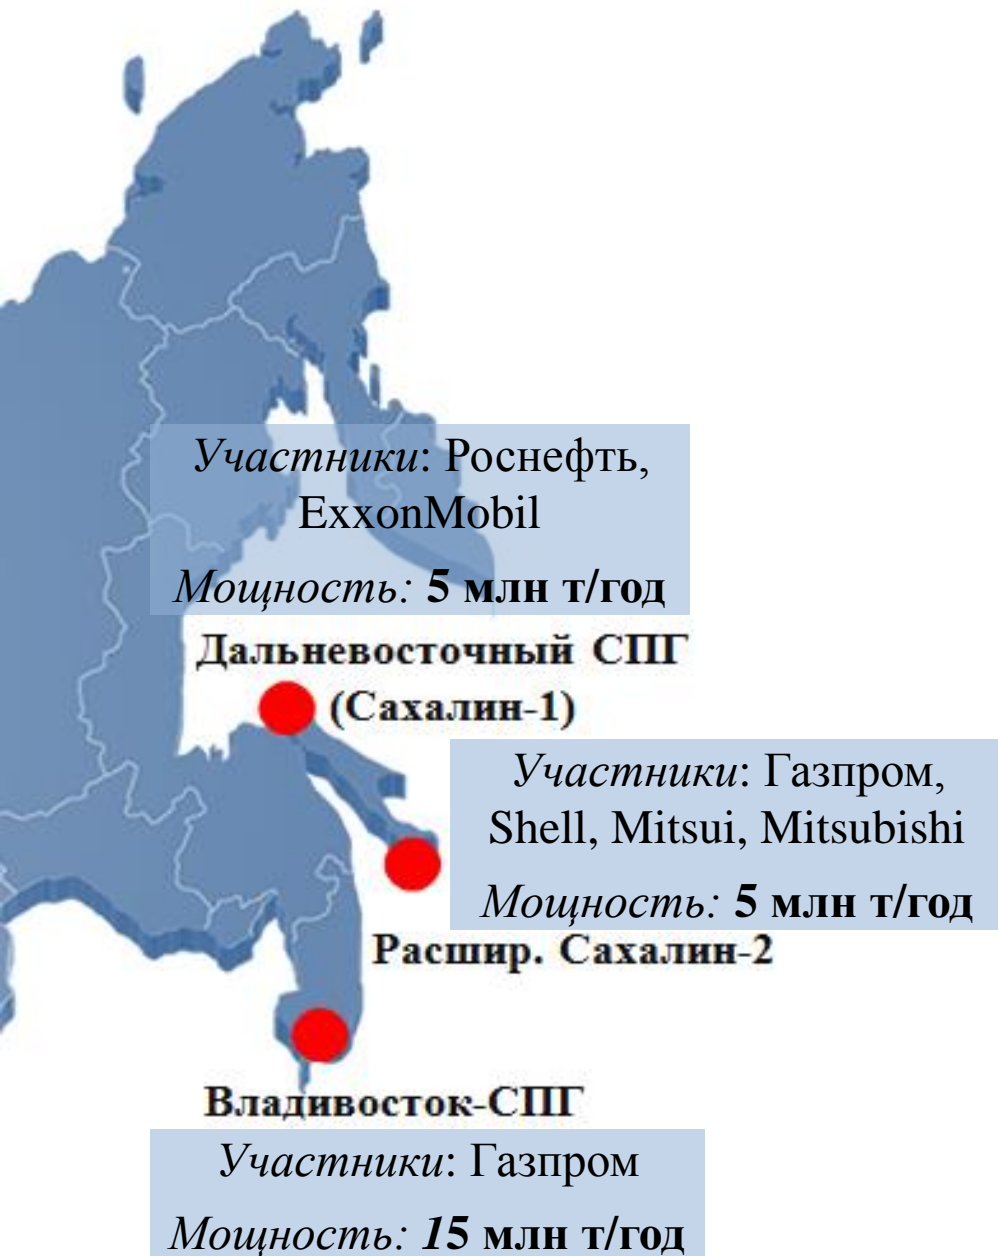 Участники: Роснефть,
ExxonMobil
Мощность: 5 млн т/год
Дальневосточный СПГ
(Сахалин-1)
Участники: Газпром,
Shell, Mitsui, Mitsubishi
Мощность: 5 млн т/год
Расшир. Сахалин-2
Владивосток-СПГ
Участники: Газпром
Мощность: 15 млн т/год